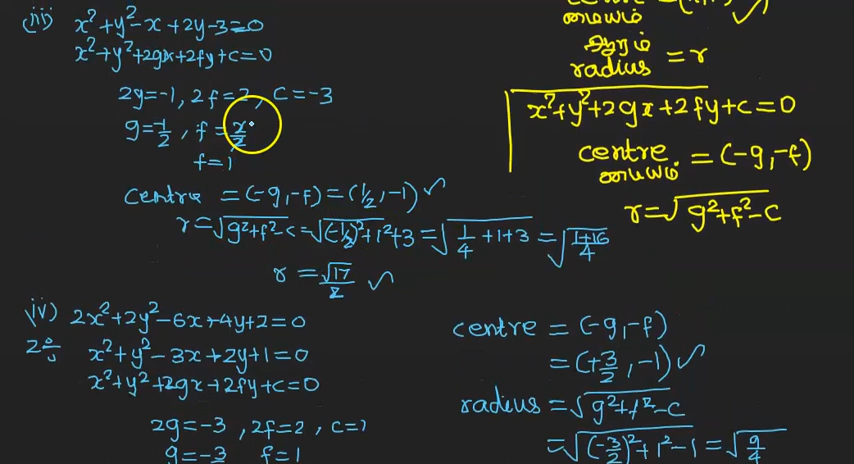 (iii) x²+y²-x+2y-3=0
x²+y²+2gx+2fy+c=0
2g=-1, 2f=2, c=-3
g=-1/2, f=2/2
f=1
centre =(-g,-f)=(1/2,-1)
r=√(g²+f²-c)=√((-1/2)²+1²+3)=√(1/4+1+3)=√((1+16)/4)
r=√17/2
(iv) 2x²+2y²-6x+4y+2=0
x²+y²-3x+2y+1=0
x²+y²+2gx+2fy+c=0
2g=-3, 2f=2, c=1
g=-3 f=1
மையம்
ஆரம்
radius =r
x²+y²+2gx+2fy+c=0
centre
மையம் =(-g,-f)
r=√(g²+f²-c)
centre =(-g,-f)
=(+3/2,-1)
radius=√(g²+f²-c)
=√((-3/2)²+1²-1)=√(9/4)